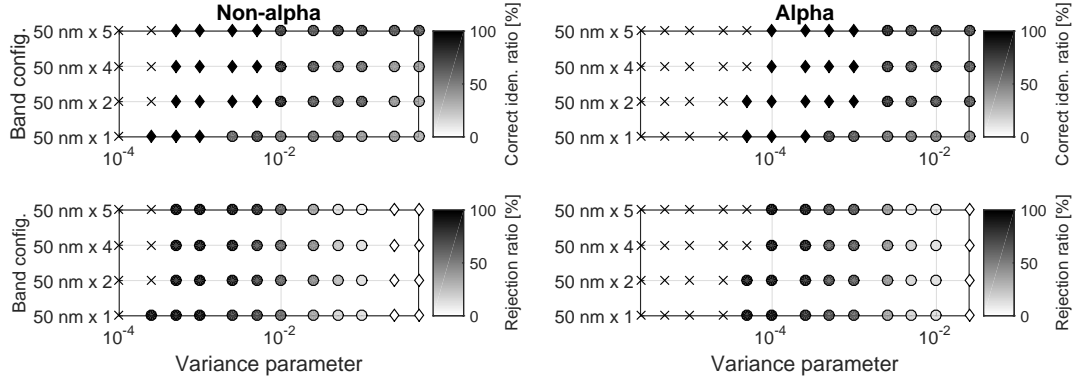 Non-alpha
Band config.
50 nm x 5
50 nm x 4
50 nm x 2
50 nm x 1
10^-4
10^-2
100
50
0
Correct iden. ratio [%]
Alpha
50 nm x 5
50 nm x 4
50 nm x 2
50 nm x 1
10^-4
10^-2
100
50
0
Correct iden. ratio [%]
Band config.
50 nm x 5
50 nm x 4
50 nm x 2
50 nm x 1
10^-4
10^-2
Variance parameter
100
50
0
Rejection ratio [%]
50 nm x 5
50 nm x 4
50 nm x 2
50 nm x 1
10^-4
10^-2
Variance parameter
100
50
0
Rejection ratio [%]